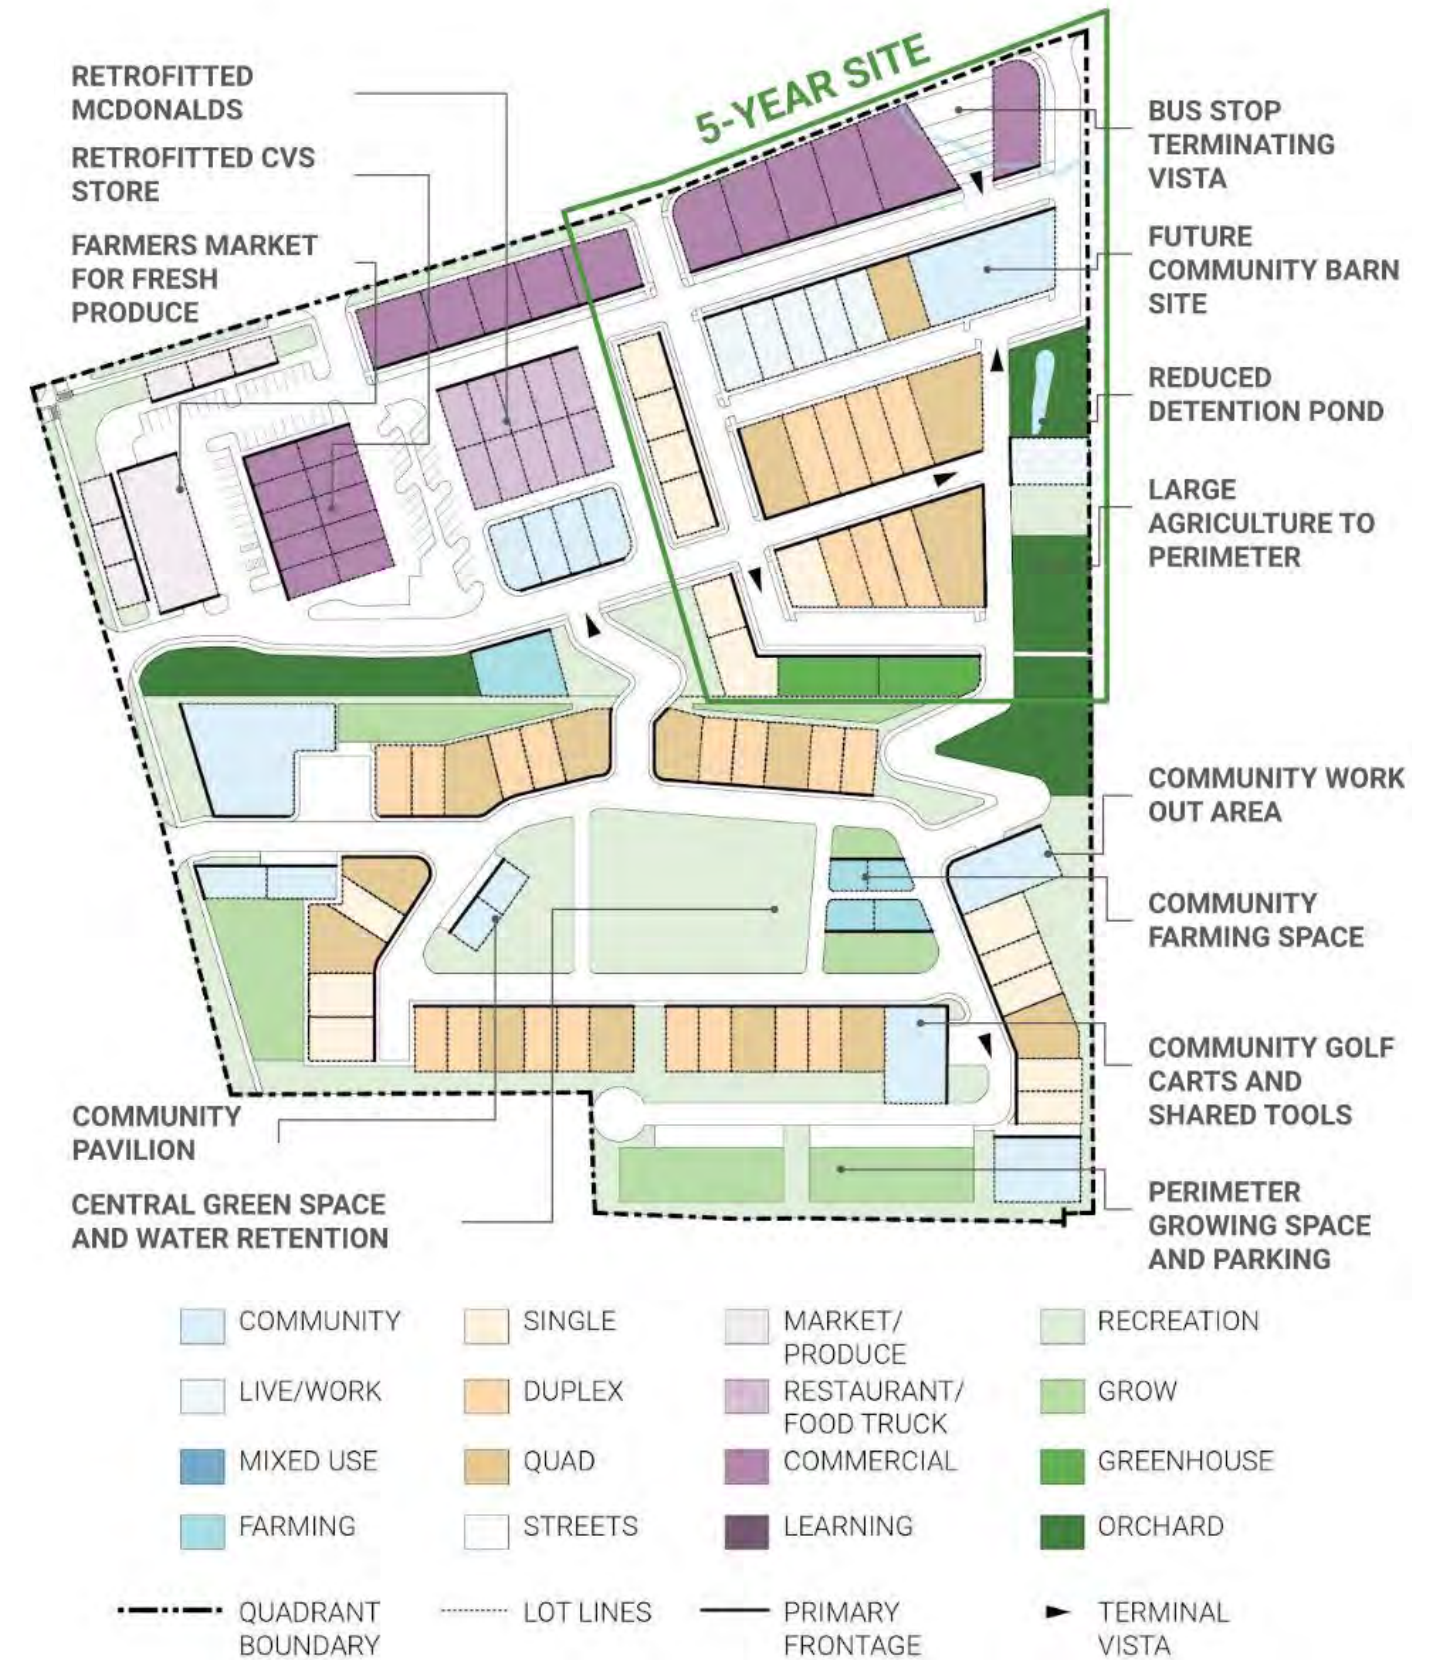 5-YEAR SITE
RETROFITTED
MCDONALDS
RETROFITTED CVS
STORE
FARMERS MARKET
FOR FRESH
PRODUCE
BUS STOP
TERMINATING
VISTA
FUTURE
COMMUNITY BARN
SITE
REDUCED
DETENTION POND
LARGE
AGRICULTURE TO
PERIMETER
COMMUNITY WORK
OUT AREA
COMMUNITY
FARMING SPACE
COMMUNITY GOLF
CARTS AND
SHARED TOOLS
PERIMETER
GROWING SPACE
AND PARKING
COMMUNITY
PAVILION
CENTRAL GREEN SPACE
AND WATER RETENTION
COMMUNITY
LIVE/WORK
MIXED USE
FARMING
SINGLE
DUPLEX
QUAD
STREETS
MARKET/
PRODUCE
RESTAURANT/
FOOD TRUCK
COMMERCIAL
LEARNING
RECREATION
GROW
GREENHOUSE
ORCHARD
QUADRANT
BOUNDARY
LOT LINES
PRIMARY
FRONTAGE
TERMINAL
VISTA